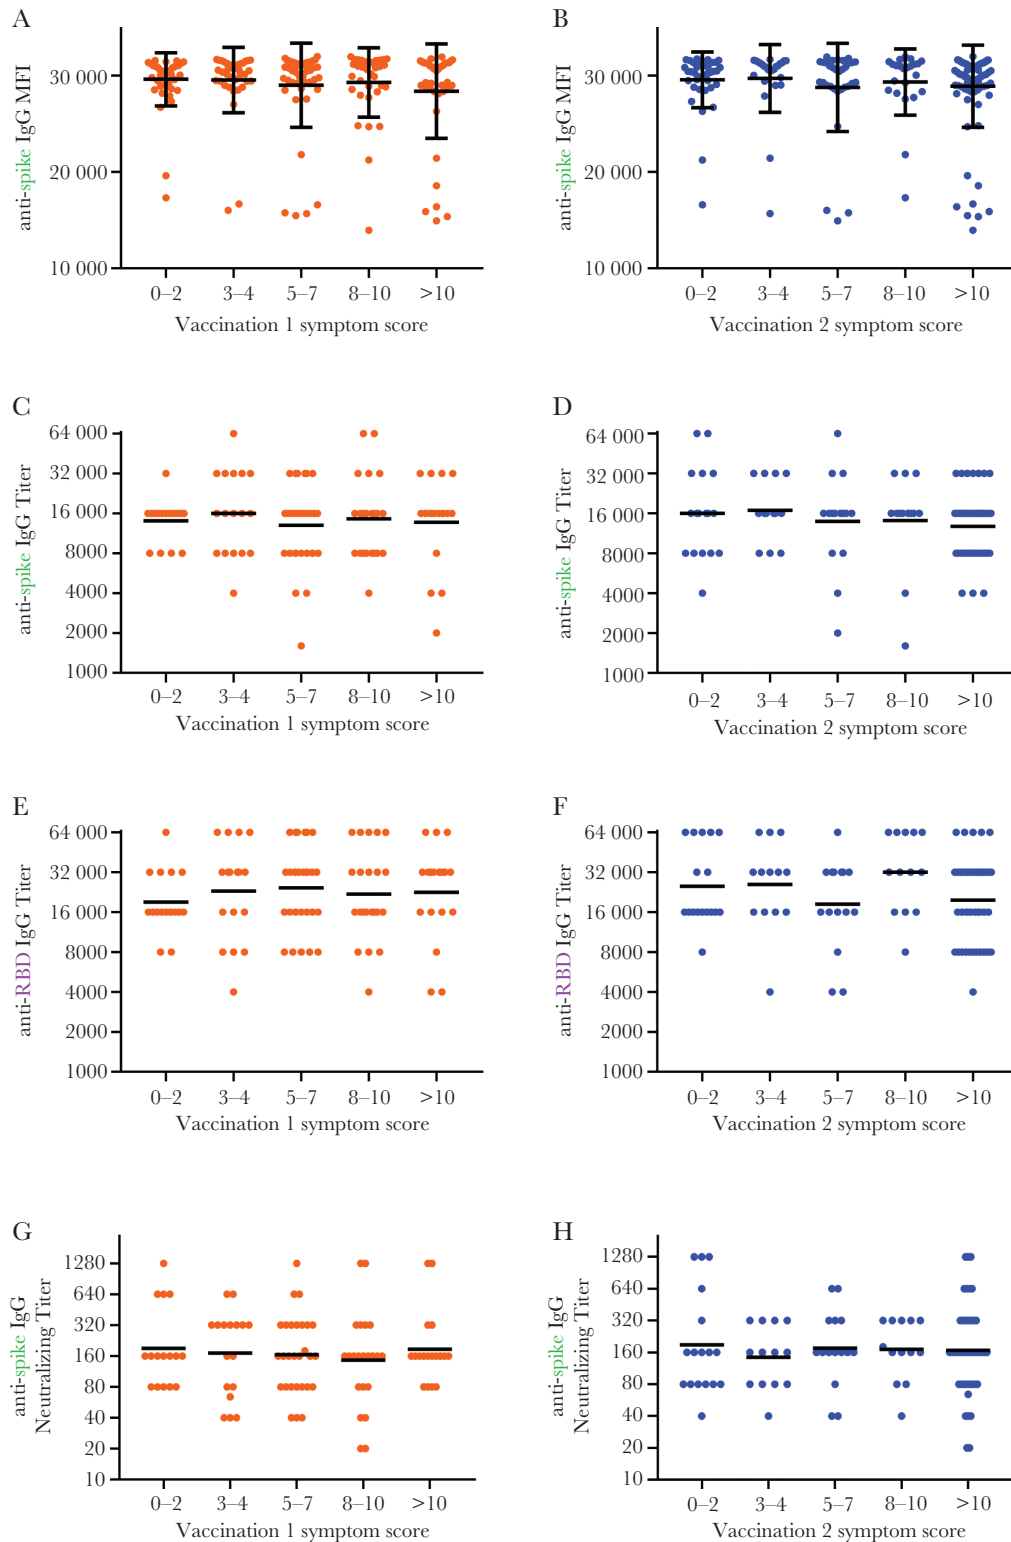 A
anti-spike IgG MFI
30 000
20 000
10 000
0–2 3–4 5–7 8–10 >10
Vaccination 1 symptom score
B
anti-spike IgG MFI
30 000
20 000
10 000
0–2 3–4 5–7 8–10 >10
Vaccination 2 symptom score
C
anti-spike IgG Titer
64 000
32 000
16 000
8000
4000
2000
1000
0–2 3–4 5–7 8–10 >10
Vaccination 1 symptom score
D
anti-spike IgG Titer
64 000
32 000
16 000
8000
4000
2000
1000
0–2 3–4 5–7 8–10 >10
Vaccination 2 symptom score
E
anti-RBD IgG Titer
64 000
32 000
16 000
8000
4000
2000
1000
0–2 3–4 5–7 8–10 >10
Vaccination 1 symptom score
F
anti-RBD IgG Titer
64 000
32 000
16 000
8000
4000
2000
1000
0–2 3–4 5–7 8–10 >10
Vaccination 2 symptom score
G
anti-spike IgG
Neutralizing Titer
1280
640
320
160
80
40
20
10
0–2 3–4 5–7 8–10 >10
Vaccination 1 symptom score
H
anti-spike IgG
Neutralizing Titer
1280
640
320
160
80
40
20
10
0–2 3–4 5–7 8–10 >10
Vaccination 2 symptom score